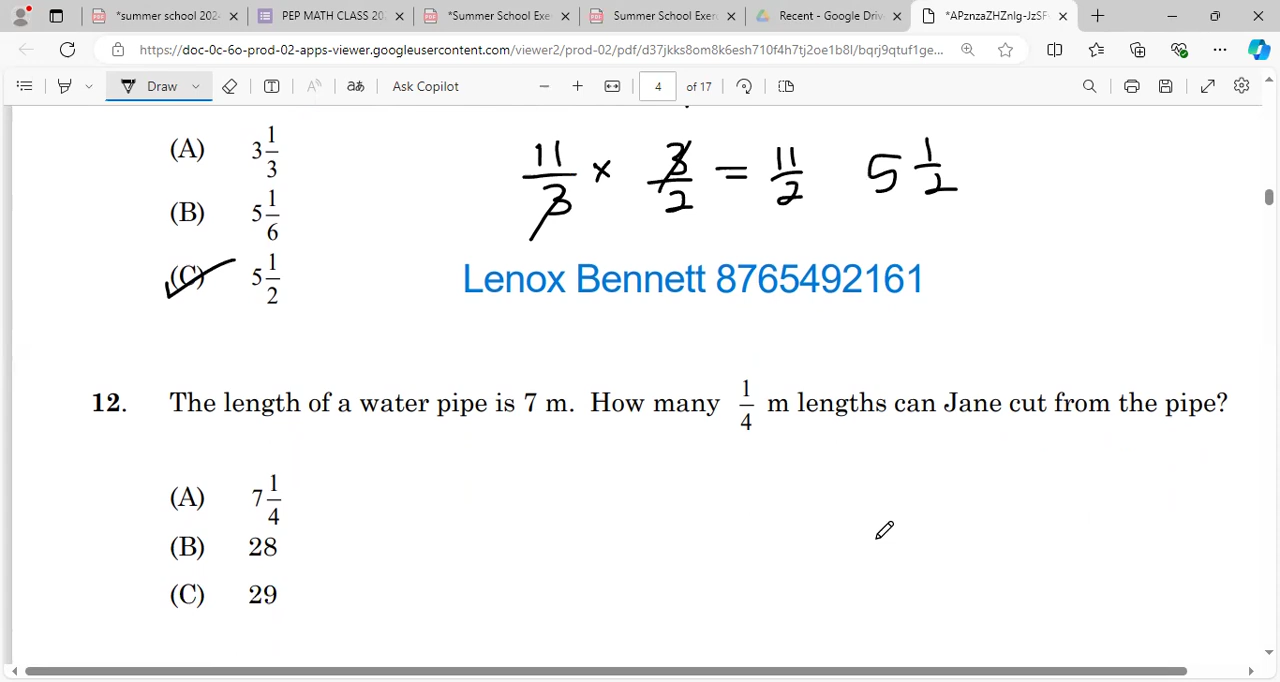 *summer school 202
PEP MATH CLASS 202
*Summer School Exe
Summer School Exer
Recent - Google Driv
*APznzaZHZnlg-JzSF
https://doc-0c-6o-prod-02-apps-viewer.googleusercontent.com/viewer2/prod-02/pdf/d37jkks8om8k6esh710f4h7tj2oe1b8l/bqrj9qtuf1ge...
Draw
aあ
Ask Copilot
4 of 17
(A) 3 1/3
(B) 5 1/6
(C) 5 1/2
11/3 × 3/2 = 11/2 5 1/2
Lenox Bennett 8765492161
12. The length of a water pipe is 7 m. How many 1/4 m lengths can Jane cut from the pipe?
(A) 7 1/4
(B) 28
(C) 29